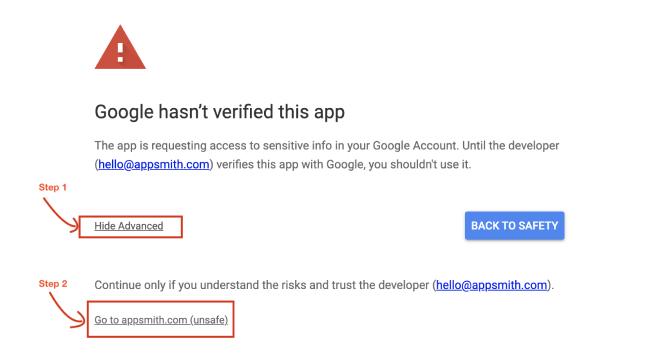 Google hasn't verified this app
The app is requesting access to sensitive info in your Google Account. Until the developer
(hello@appsmith.com) verifies this app with Google, you shouldn't use it.
Step 1
Hide Advanced
BACK TO SAFETY
Step 2
Continue only if you understand the risks and trust the developer (hello@appsmith.com).
Go to appsmith.com (unsafe)